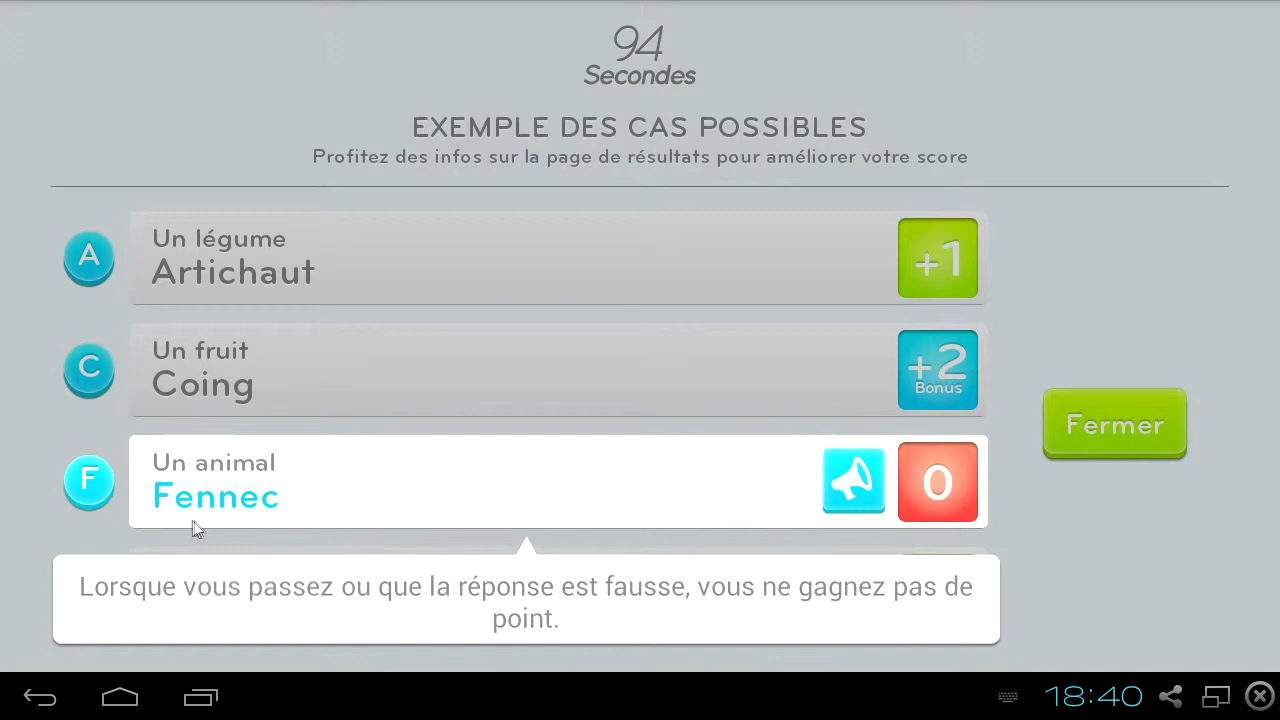 94
Secondes
EXEMPLE DES CAS POSSIBLES
Profitez des infos sur la page de résultats pour améliorer votre score
A
Un légume
Artichaut
+1
C
Un fruit
Coing
+2
Bonus
F
Un animal
Fennec
0
Fermer
Lorsque vous passez ou que la réponse est fausse, vous ne gagnez pas de
point.
18:40